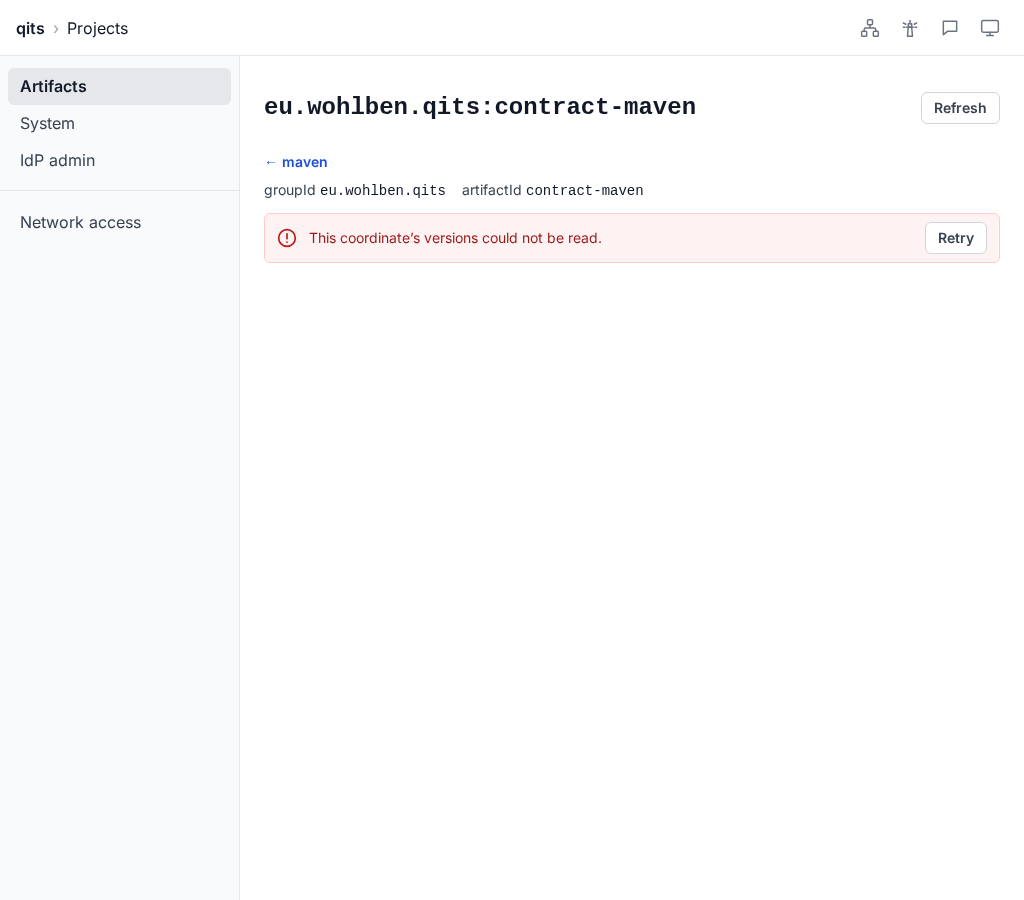 qits › Projects
Artifacts
System
IdP admin
Network access
eu.wohlben.qits:contract-maven
Refresh
← maven
groupId eu.wohlben.qits artifactId contract-maven
This coordinate’s versions could not be read.
Retry